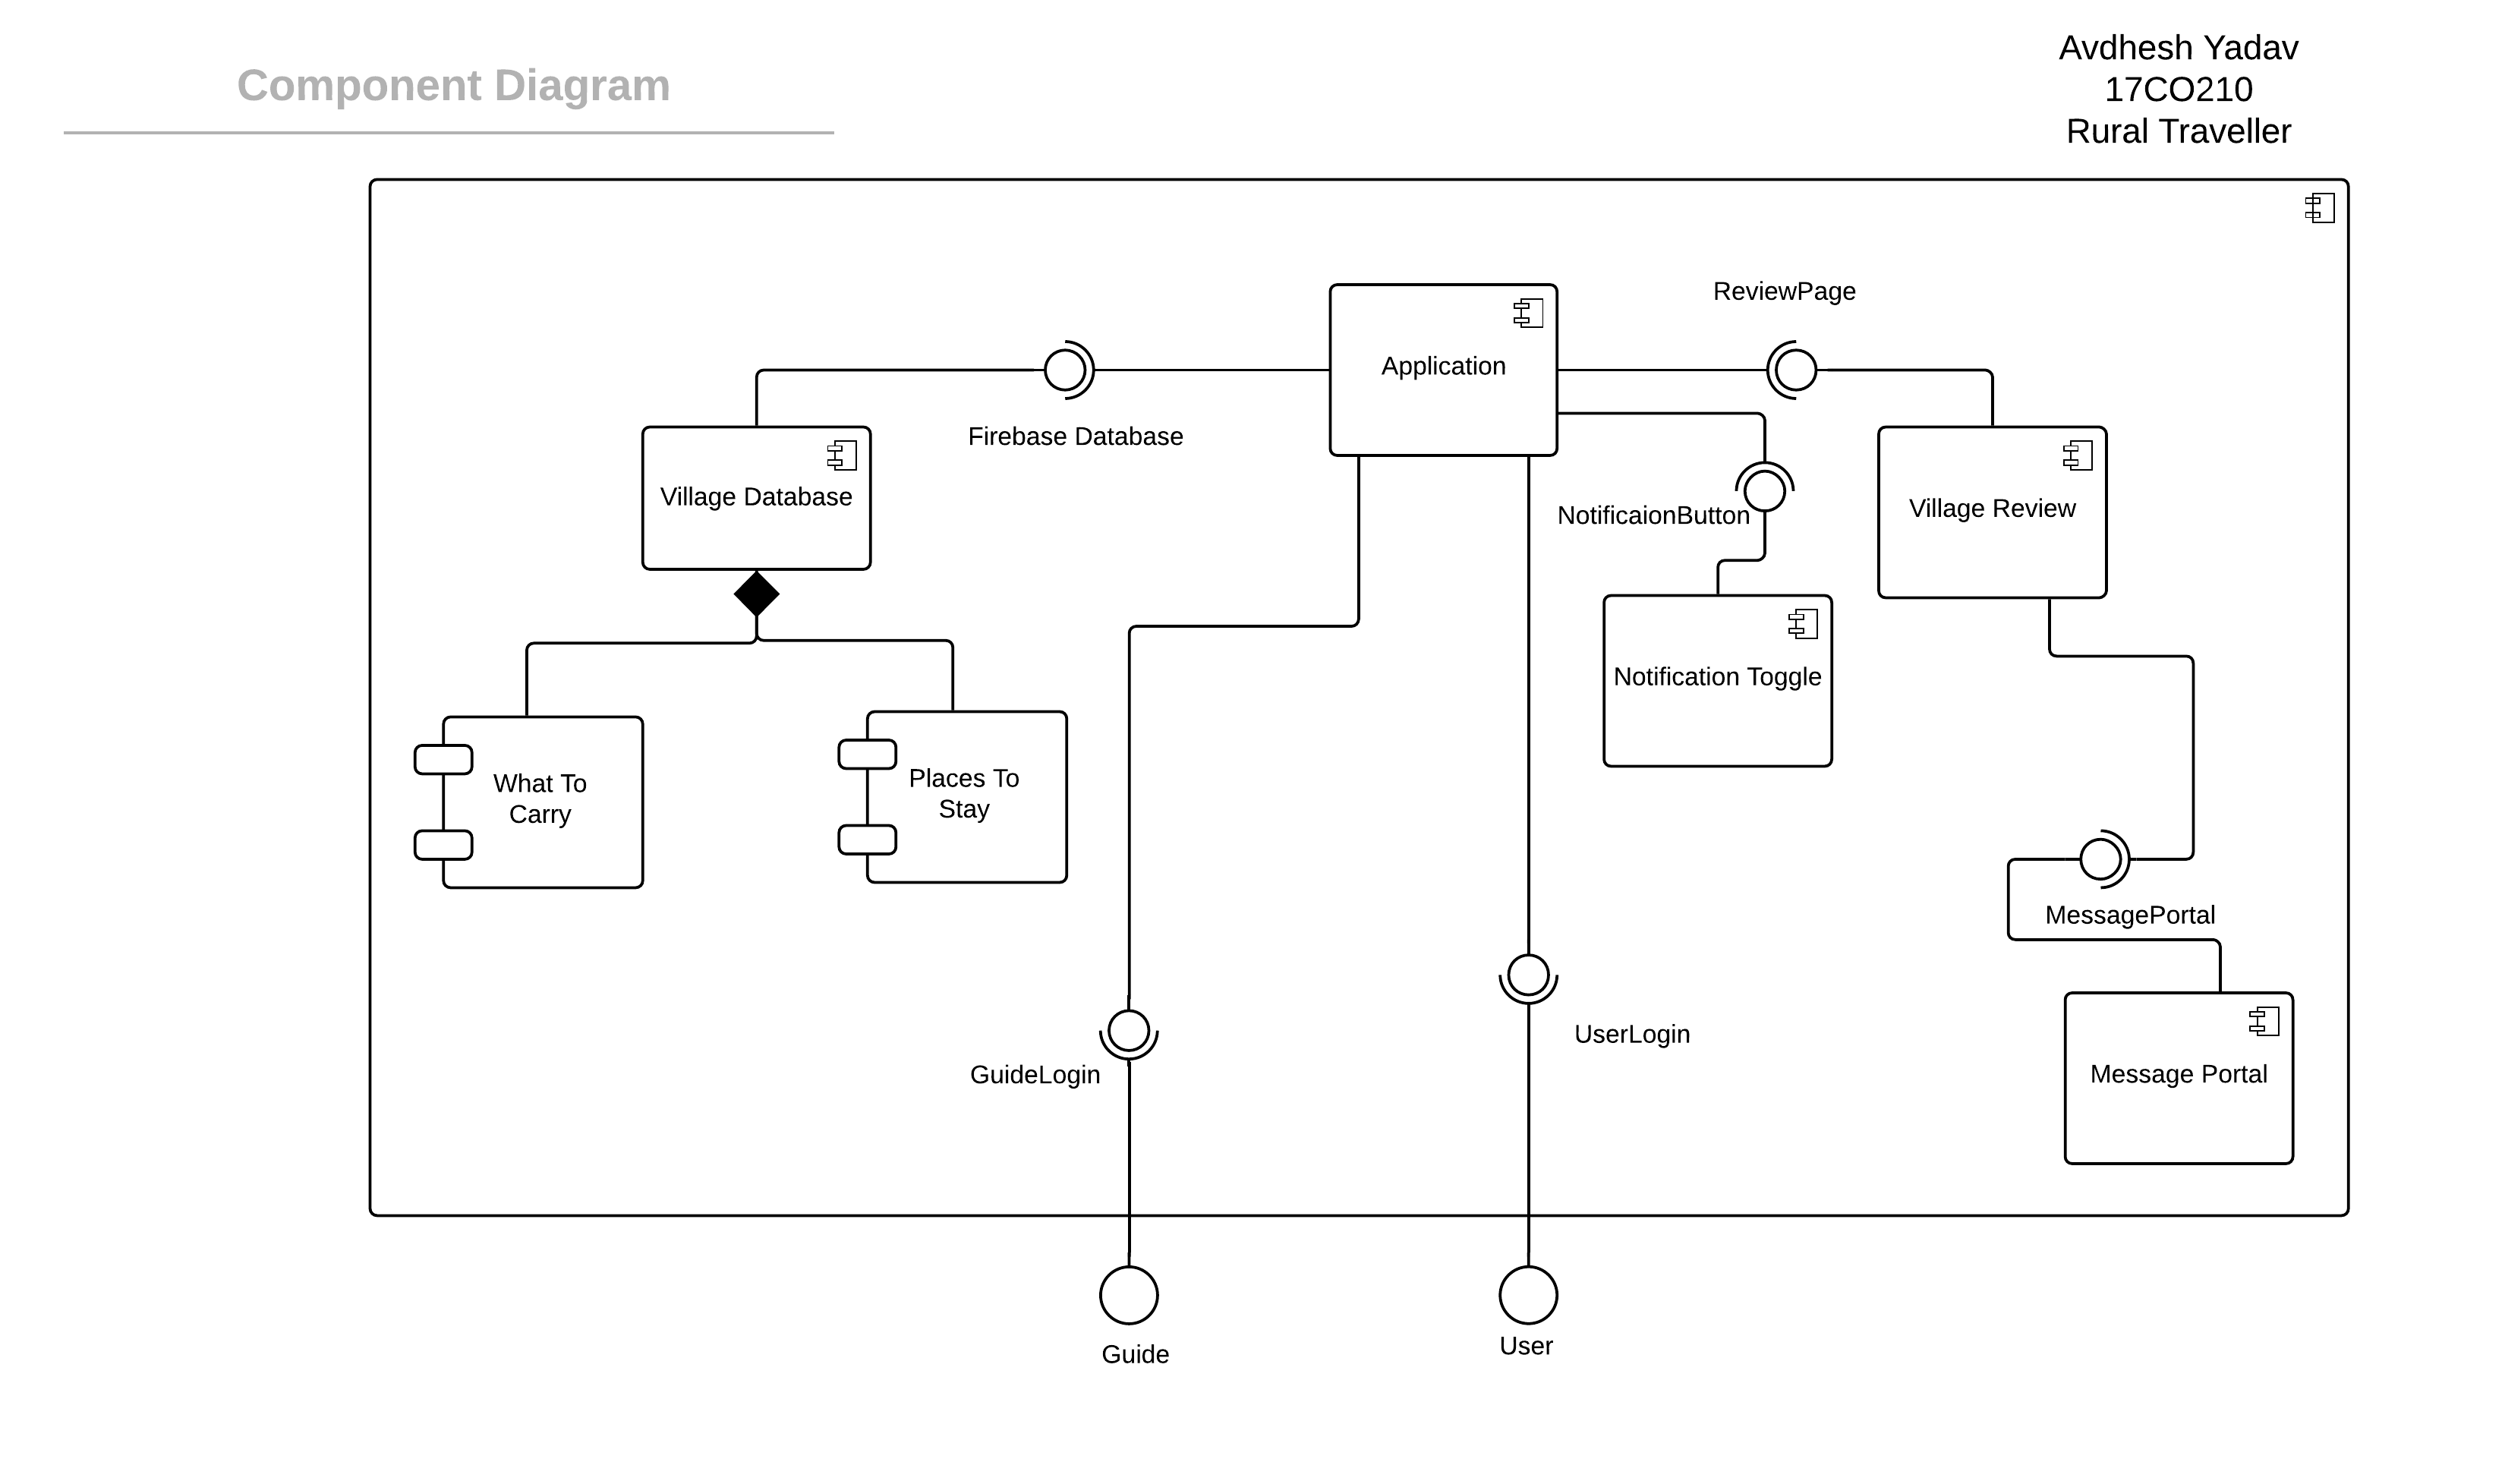 Component Diagram
Avdhesh Yadav
17CO210
Rural Traveller
ReviewPage
Application
Firebase Database
Village Database
NotificaionButton
Village Review
Notification Toggle
What To
Carry
Places To
Stay
MessagePortal
UserLogin
GuideLogin
Message Portal
Guide
User